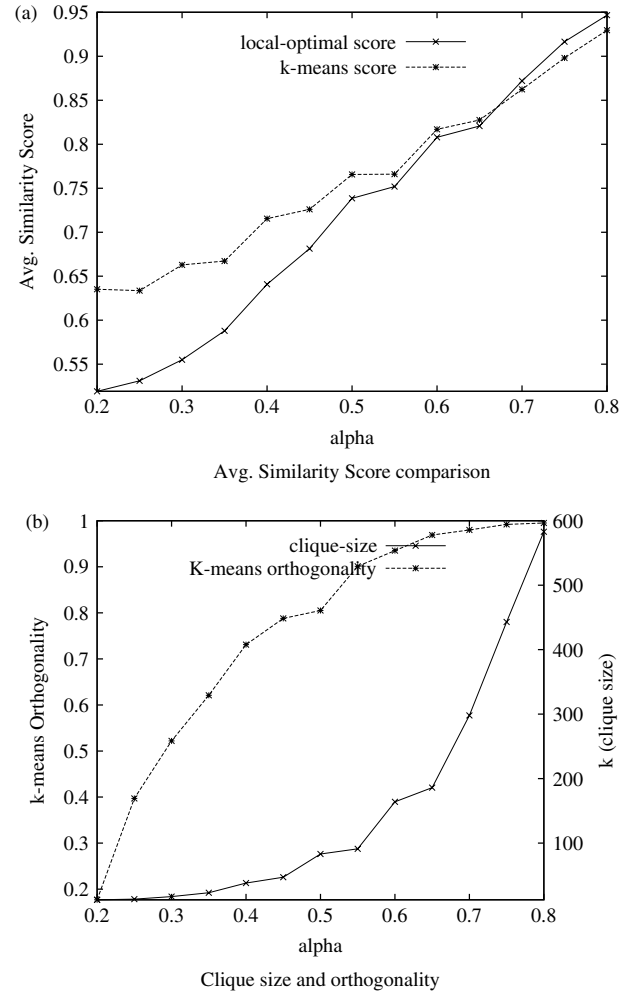 (a)
0.95
0.9
0.85
0.8
0.75
0.7
0.65
0.6
0.55
Avg. Similarity Score
local-optimal score
k-means score
0.2 0.3 0.4 0.5 0.6 0.7 0.8
alpha
Avg. Similarity Score comparison
(b)
1
0.9
0.8
0.7
0.6
0.5
0.4
0.3
0.2
k-means Orthogonality
clique-size
K-means orthogonality
600
500
400
300
200
100
k (clique size)
0.2 0.3 0.4 0.5 0.6 0.7 0.8
alpha
Clique size and orthogonality